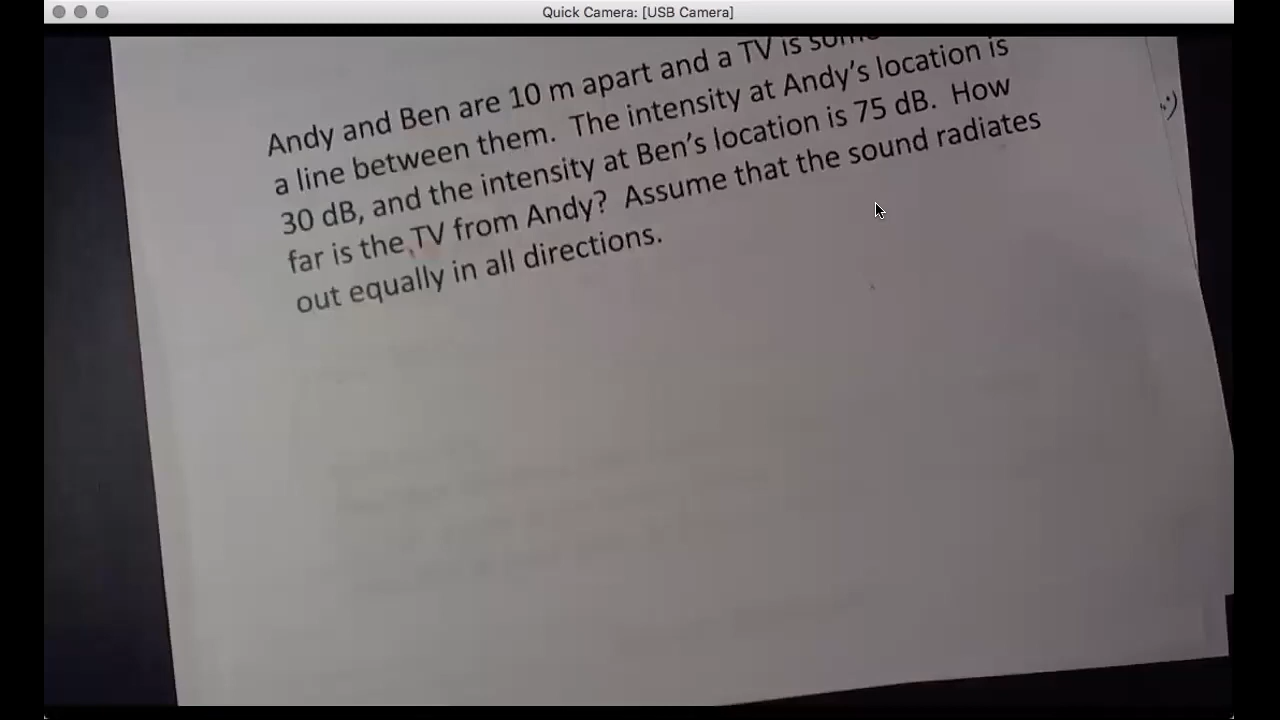 Quick Camera: [USB Camera]
Andy and Ben are 10 m apart and a TV is
a line between them. The intensity at Andy's location is
30 dB, and the intensity at Ben's location is 75 dB. How
far is the TV from Andy? Assume that the sound radiates
out equally in all directions.